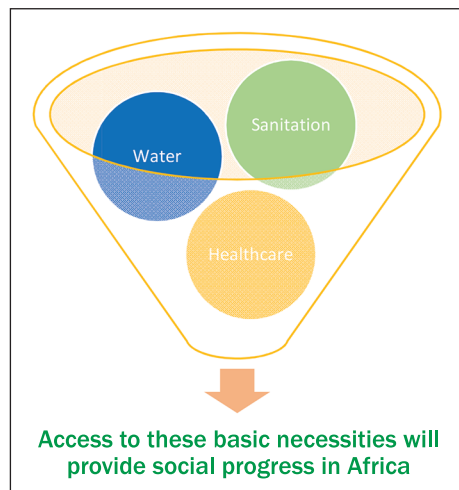 Sanitation
Water
Healthcare
Access to these basic necessities will
provide social progress in Africa